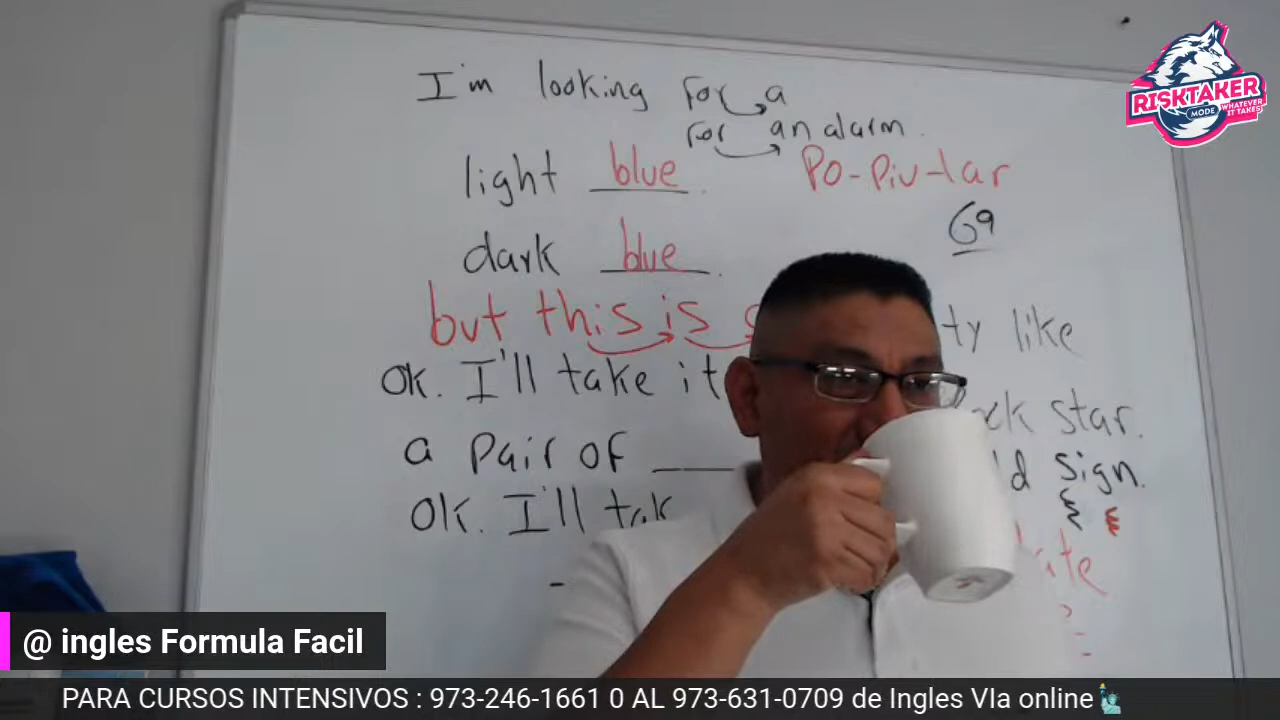 I'm looking for a
for an alarm.
light blue.
Po-piu-lar
69
dark blue.
but this is
ty like
ok. I'll take it
ck star.
a pair of
d sign.
ok. I'll tak
RISKTAKER
MODE
WHATEVER
IT TAKES
@ ingles Formula Facil
PARA CURSOS INTENSIVOS : 973-246-1661 0 AL 973-631-0709 de Ingles VIa online